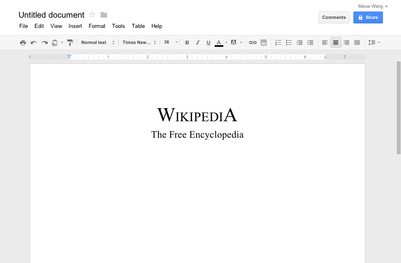 Meow Wang
Untitled document
Comments
Share
File Edit View Insert Format Tools Table Help
Normal text Times New... 36 B I U A
WIKIPEDIA
The Free Encyclopedia